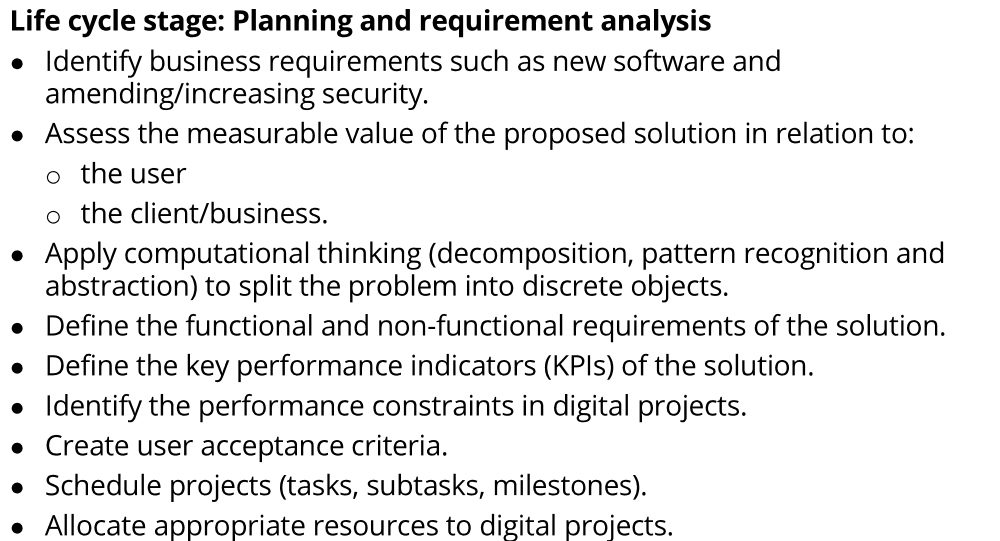 Life cycle stage: Planning and requirement analysis
● Identify business requirements such as new software and
amending/increasing security.
● Assess the measurable value of the proposed solution in relation to:
○ the user
○ the client/business.
● Apply computational thinking (decomposition, pattern recognition and
abstraction) to split the problem into discrete objects.
● Define the functional and non-functional requirements of the solution.
● Define the key performance indicators (KPIs) of the solution.
● Identify the performance constraints in digital projects.
● Create user acceptance criteria.
● Schedule projects (tasks, subtasks, milestones).
● Allocate appropriate resources to digital projects.